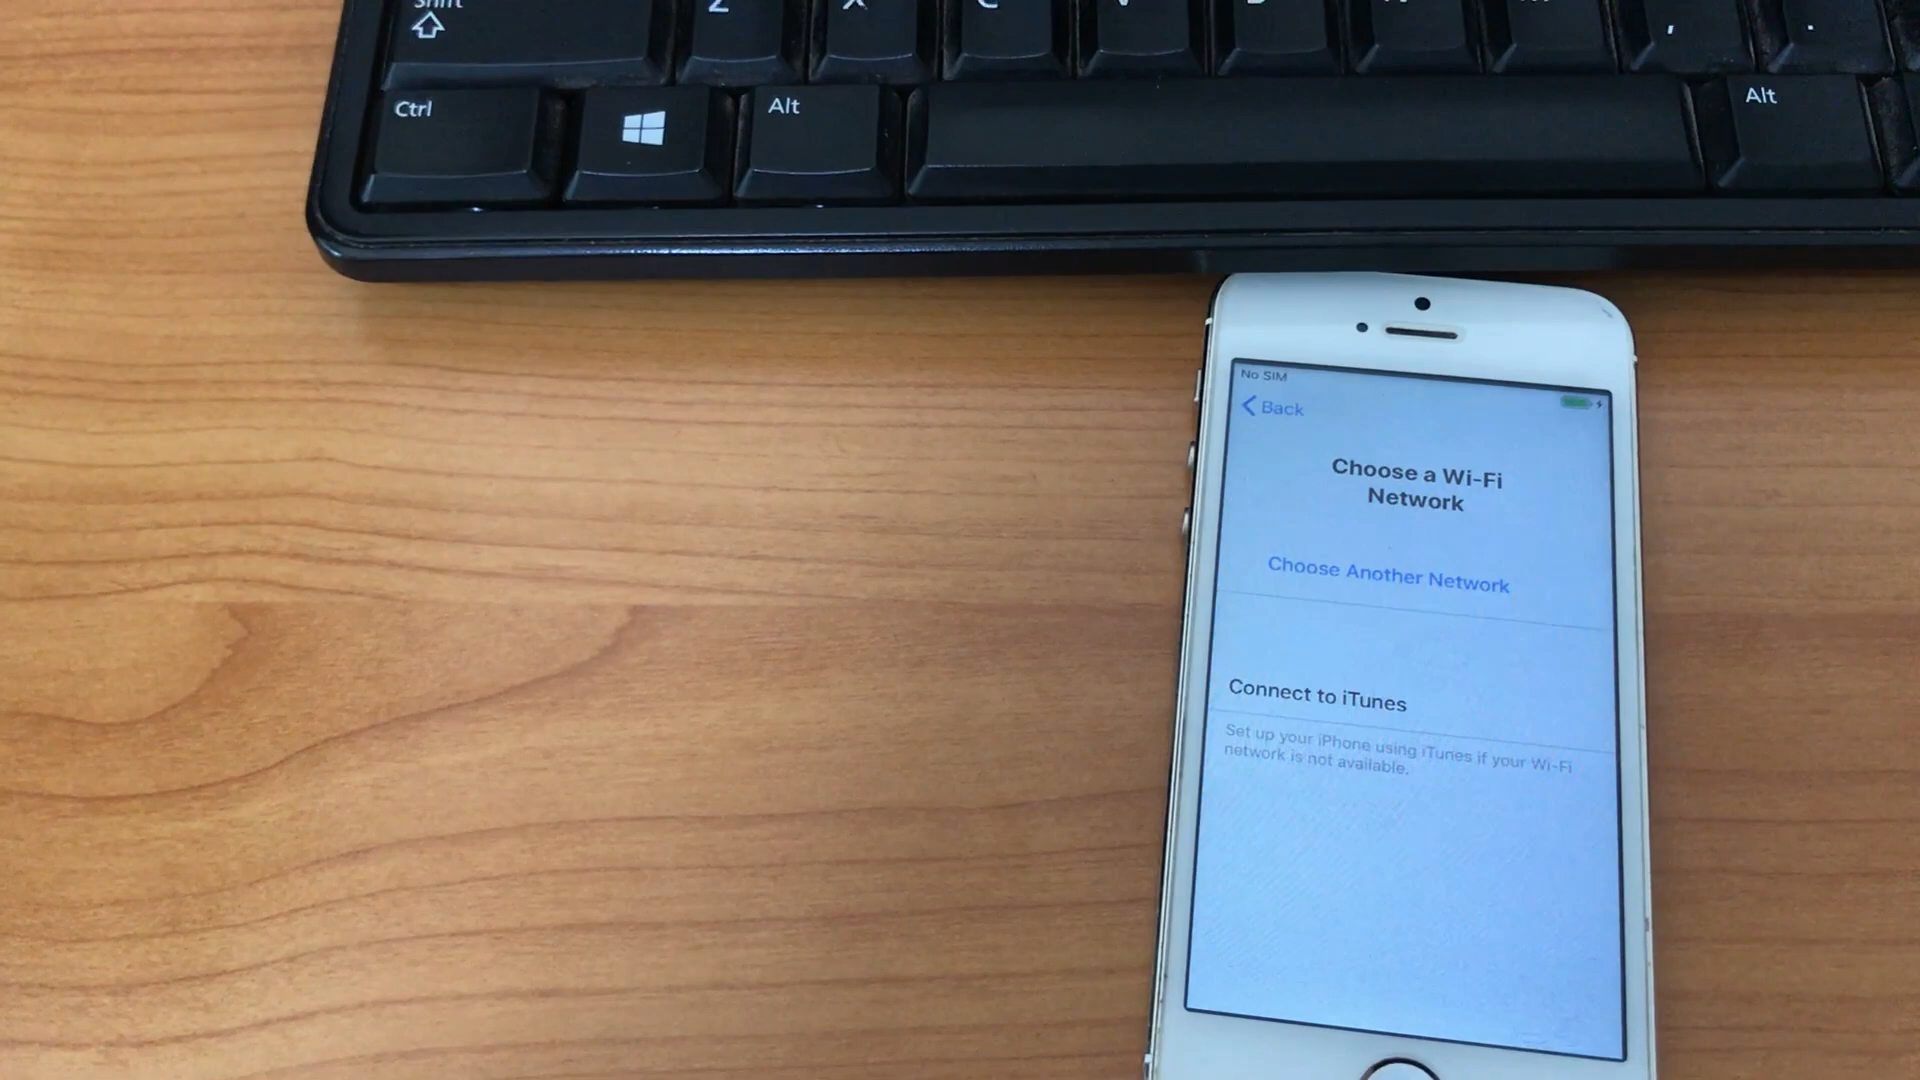 Shift
Z X C V B N M , .
Ctrl Alt Alt
No SIM
Back
Choose a Wi-Fi
Network
Choose Another Network
Connect to iTunes
Set up your iPhone using iTunes if your Wi-Fi
network is not available.